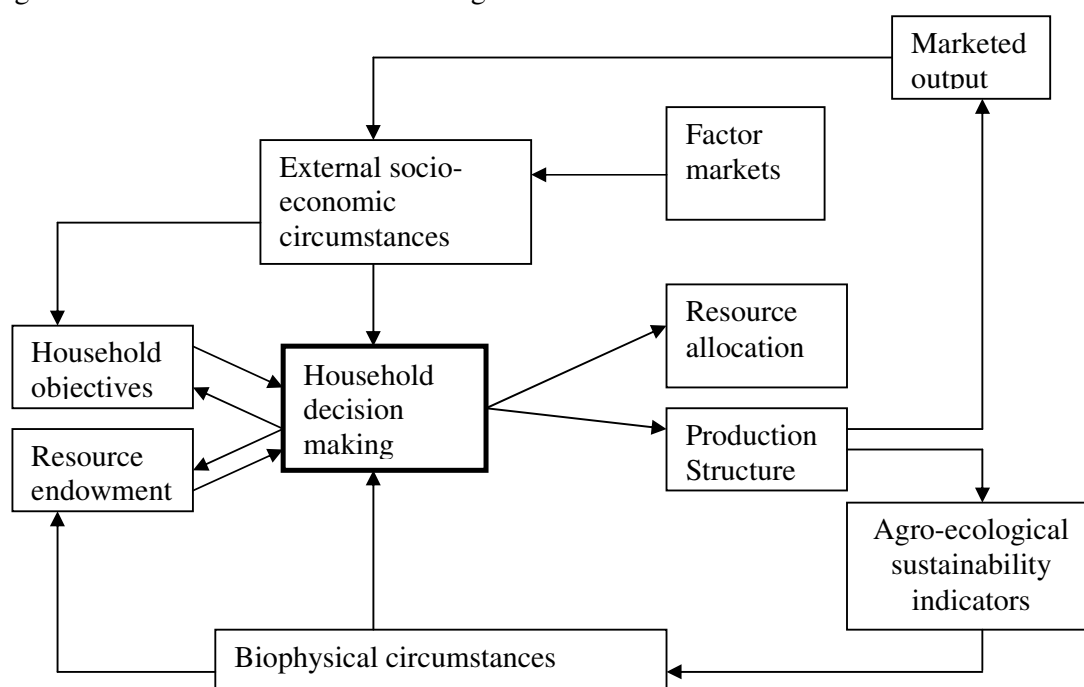 Marketed
output
Factor
markets
External socio-
economic
circumstances
Resource
allocation
Household
objectives
Household
decision
making
Production
Structure
Resource
endowment
Agro-ecological
sustainability
indicators
Biophysical circumstances